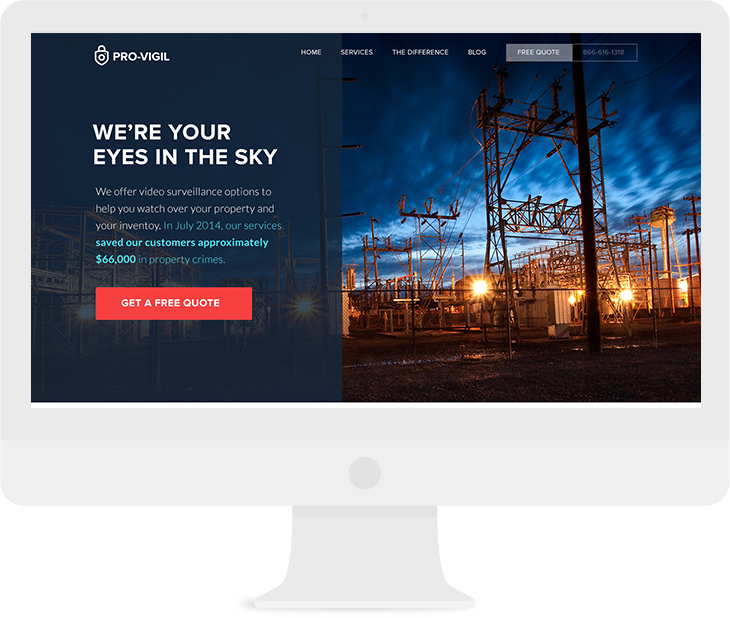 PRO-VIGIL
HOME SERVICES THE DIFFERENCE BLOG FREE QUOTE 866-616-1318
WE'RE YOUR
EYES IN THE SKY
We offer video surveillance options to
help you watch over your property and
your inventoy. In July 2014, our services
saved our customers approximately
$66,000 in property crimes.
GET A FREE QUOTE